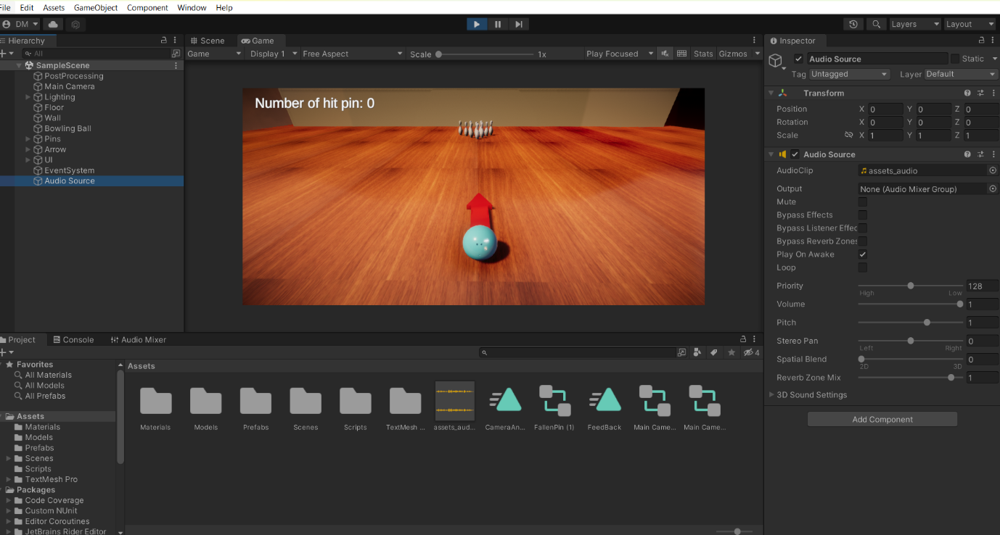 File Edit Assets GameObject Component Window Help
DM Layers Layout
Hierarchy
All
SampleScene
PostProcessing
Main Camera
Lighting
Floor
Wall
Bowling Ball
Pins
Arrow
UI
EventSystem
Audio Source
Scene Game
Game Display 1 Free Aspect Scale 1x Play Focused Stats Gizmos
Number of hit pin: 0
Inspector
Audio Source Static
Tag Untagged Layer Default
Transform
Position X 0 Y 0 Z 0
Rotation X 0 Y 0 Z 0
Scale X 1 Y 1 Z 1
Audio Source
AudioClip assets_audio
Output None (Audio Mixer Group)
Mute
Bypass Effects
Bypass Listener Effec
Bypass Reverb Zones
Play On Awake
Loop
Priority 128
High Low
Volume 1
Pitch 1
Stereo Pan 0
Left Right
Spatial Blend 0
2D 3D
Reverb Zone Mix 1
3D Sound Settings
Add Component
Project Console Audio Mixer
4
Favorites
All Materials
All Models
All Prefabs
Assets
Materials
Models
Prefabs
Scenes
Scripts
TextMesh Pro
Packages
Code Coverage
Custom NUnit
Editor Coroutines
JetBrains Rider Editor
Assets
Materials Models Prefabs Scenes Scripts TextMesh ... assets_aud... CameraAn... FallenPin (1) FeedBack Main Came... Main Came...